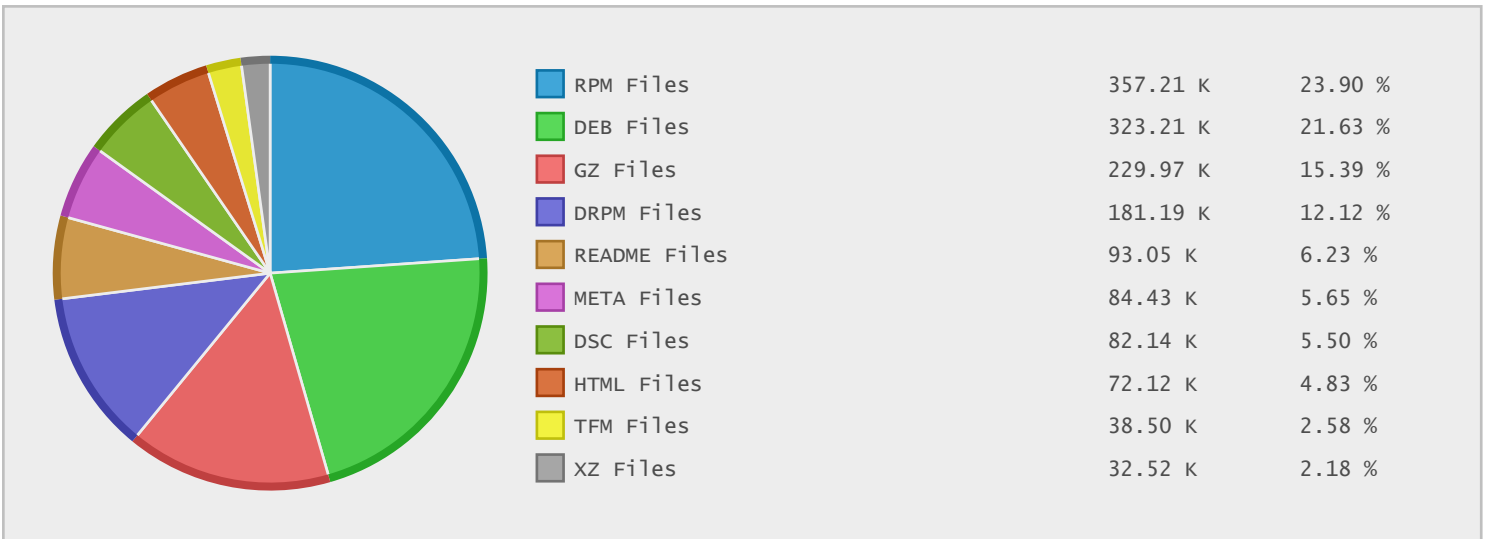 RPM Files 357.21 K 23.90 %
DEB Files 323.21 K 21.63 %
GZ Files 229.97 K 15.39 %
DRPM Files 181.19 K 12.12 %
README Files 93.05 K 6.23 %
META Files 84.43 K 5.65 %
DSC Files 82.14 K 5.50 %
HTML Files 72.12 K 4.83 %
TFM Files 38.50 K 2.58 %
XZ Files 32.52 K 2.18 %